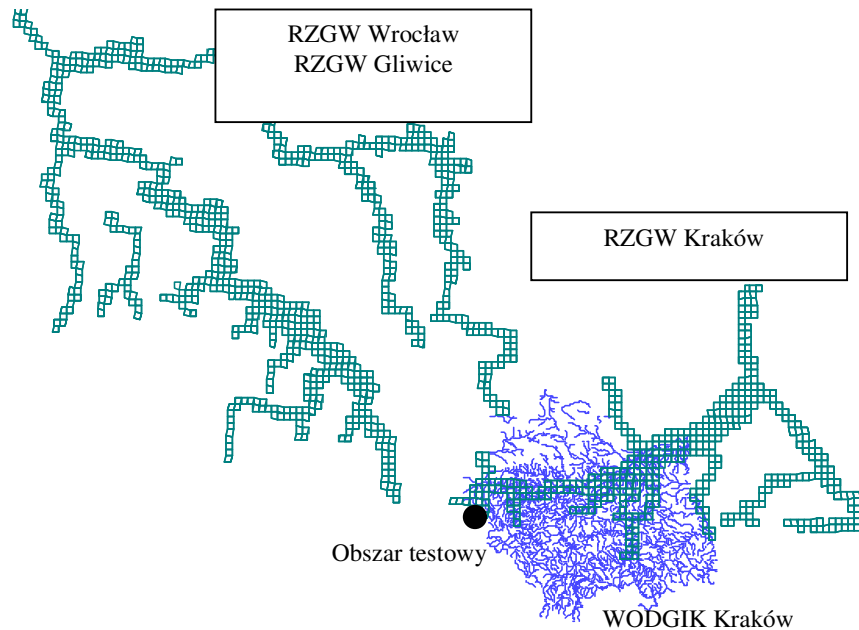 RZGW Wrocław
RZGW Gliwice
RZGW Kraków
Obszar testowy
WODGIK Kraków